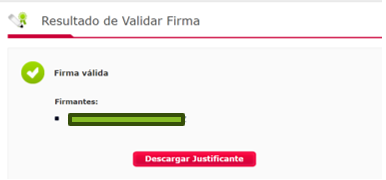 Resultado de Validar Firma
Firma válida
Firmantes:
Descargar Justificante